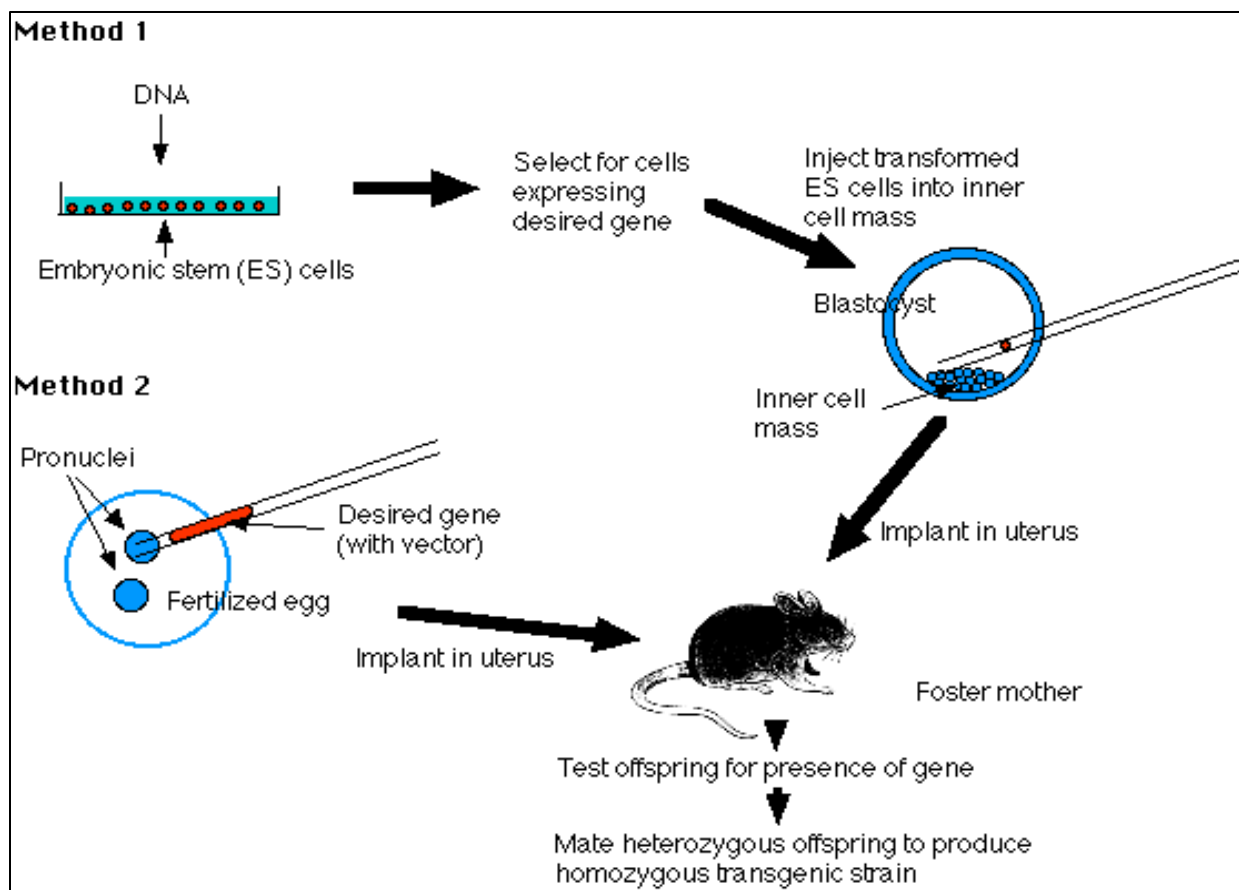 Method 1
DNA
Embryonic stem (ES) cells
Select for cells
expressing
desired gene
Inject transformed
ES cells into inner
cell mass
Blastocyst
Inner cell
mass
Implant in uterus
Method 2
Pronuclei
Desired gene
(with vector)
Fertilized egg
Implant in uterus
Foster mother
Test offspring for presence of gene
Mate heterozygous offspring to produce
homozygous transgenic strain